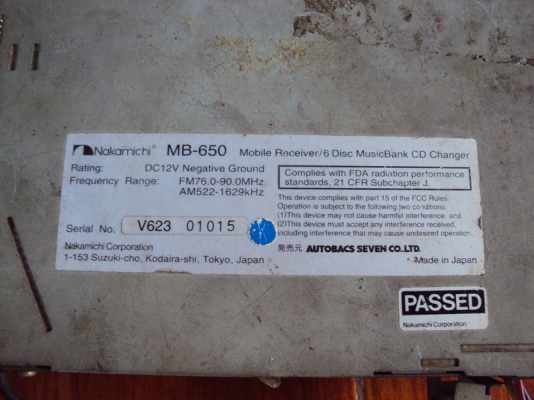 Nakamichi MB-650 Mobile Receiver/6 Disc MusicBank CD Changer
Rating: DC12V Negative Ground
Frequency Range: FM76.0-90.0MHz
AM522-1629kHz
Complies with FDA radiation performance
standards, 21 CFR Subchapter J.
This device complies with part 15 of the FCC Rules.
Operation is subject to the following two conditions.
(1)This device may not cause harmful interference and
(2)This device must accept any interference received,
including interference that may cause undesired operation.
Serial No. V623 01015
発売元 AUTOBACS SEVEN CO.LTD.
Nakamichi Corporation
1-153 Suzuki-cho, Kodaira-shi, Tokyo, Japan
Made in Japan
PASSED
Nakamichi Corporation